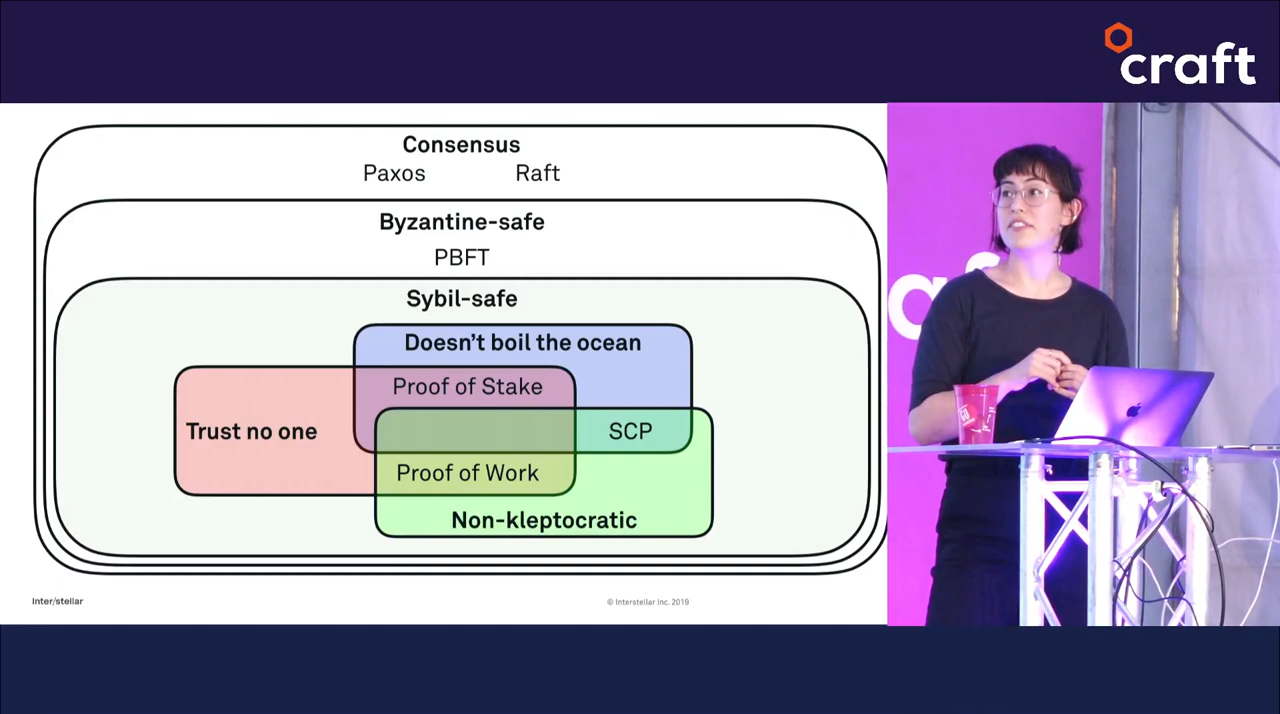 craft
Consensus
Paxos Raft
Byzantine-safe
PBFT
Sybil-safe
Doesn't boil the ocean
Proof of Stake
Trust no one
SCP
Proof of Work
Non-kleptocratic
Inter/stellar
© Interstellar Inc. 2019